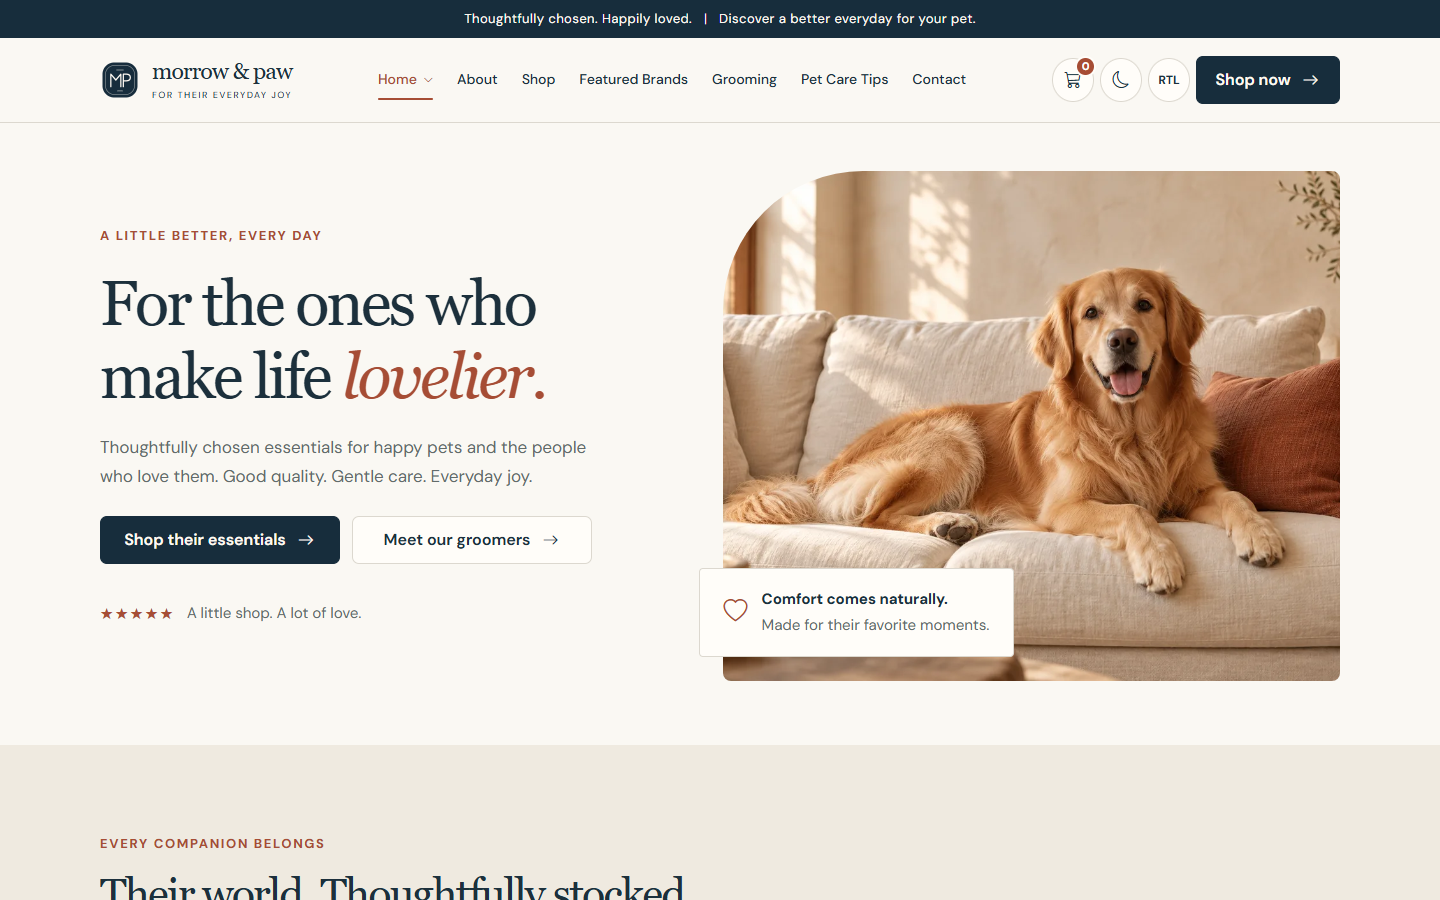 Thoughtfully chosen. Happily loved. | Discover a better everyday for your pet.
MP
morrow & paw
FOR THEIR EVERYDAY JOY
Home
About
Shop
Featured Brands
Grooming
Pet Care Tips
Contact
0
RTL
Shop now
A LITTLE BETTER, EVERY DAY
For the ones who
make life lovelier.
Thoughtfully chosen essentials for happy pets and the people
who love them. Good quality. Gentle care. Everyday joy.
Shop their essentials
Meet our groomers
★★★★★ A little shop. A lot of love.
Comfort comes naturally.
Made for their favorite moments.
EVERY COMPANION BELONGS
Their world. Thoughtfully stocked.